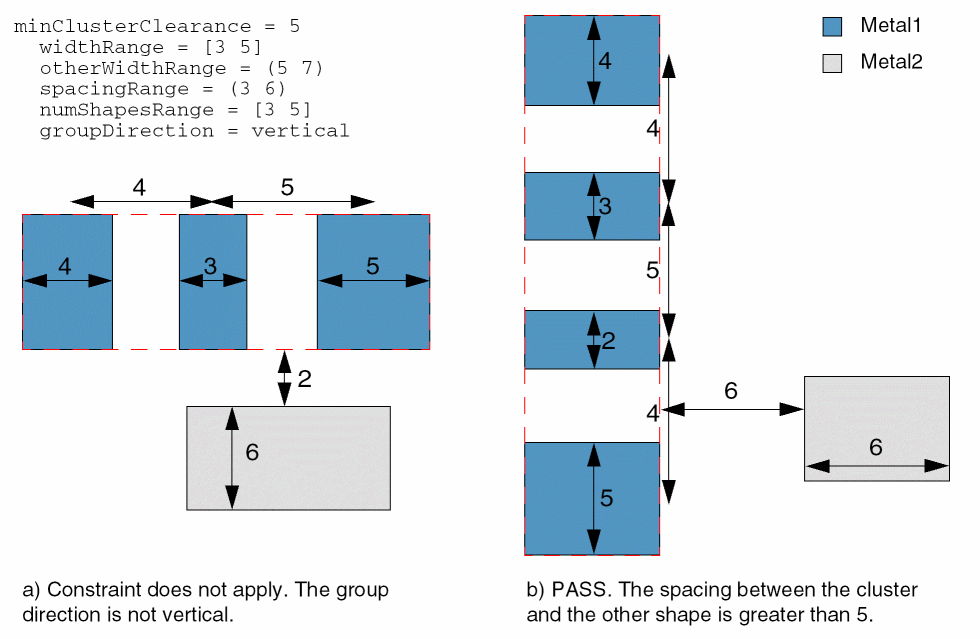 minClusterClearance = 5
widthRange = [3 5]
otherWidthRange = (5 7)
spacingRange = (3 6)
numShapesRange = [3 5]
groupDirection = vertical
Metal1
Metal2
4 5
4 3 5
2
6
4
4
3
5
2
4
6
6
5
a) Constraint does not apply. The group
direction is not vertical.
b) PASS. The spacing between the cluster
and the other shape is greater than 5.